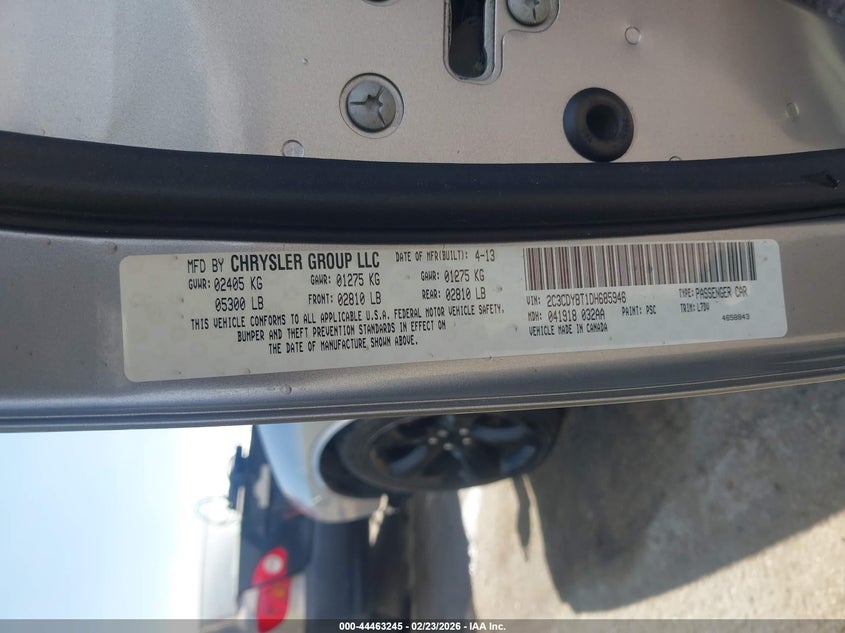 MFD BY CHRYSLER GROUP LLC DATE OF MFR(BUILT): 4-13
GVWR: 02405 KG GAWR: 01275 KG GAWR: 01275 KG
05300 LB FRONT: 02810 LB REAR: 02810 LB
THIS VEHICLE CONFORMS TO ALL APPLICABLE U.S.A. FEDERAL MOTOR VEHICLE SAFETY,
BUMPER AND THEFT PREVENTION STANDARDS IN EFFECT ON
THE DATE OF MANUFACTURE SHOWN ABOVE.
VIN: 2C3CDYBT1DH685946 TYPE: PASSENGER CAR
MDH: 041918 032AA PAINT: PSC TRIM: L7DV
VEHICLE MADE IN CANADA 4658843
000-44463245 - 02/23/2026 - IAA Inc.